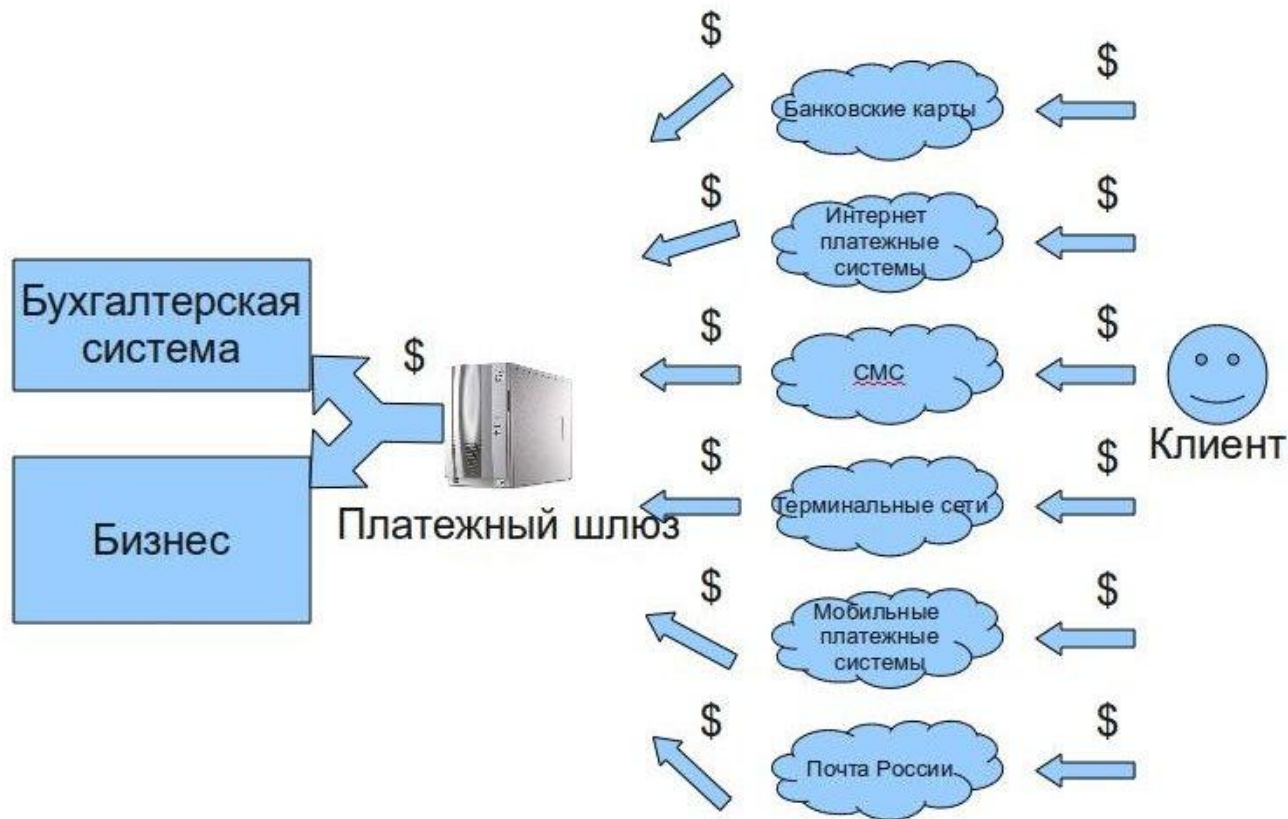 $
$
Банковские карты
$
$
Интернет
платежные
системы
Бухгалтерская
система
$
$
$
СМС
Клиент
$
$
Терминальные сети
Платежный шлюз
Бизнес
$
$
Мобильные
платежные
системы
$
$
Почта России